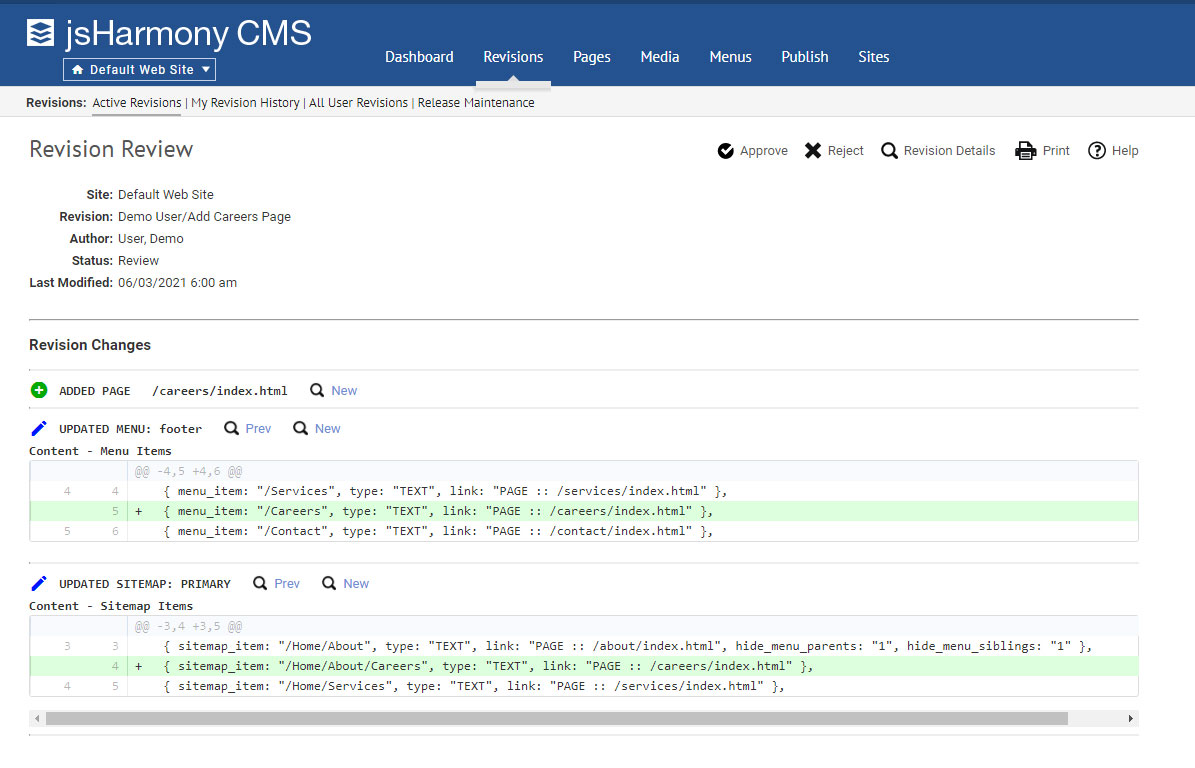 jsHarmony CMS
Default Web Site
Dashboard Revisions Pages Media Menus Publish Sites
Revisions: Active Revisions | My Revision History | All User Revisions | Release Maintenance
Revision Review
Approve Reject Revision Details Print Help
Site: Default Web Site
Revision: Demo User/Add Careers Page
Author: User, Demo
Status: Review
Last Modified: 06/03/2021 6:00 am
Revision Changes
ADDED PAGE /careers/index.html New
UPDATED MENU: footer Prev New
Content - Menu Items
@@ -4,5 +4,6 @@
4 4 { menu_item: "/Services", type: "TEXT", link: "PAGE :: /services/index.html" },
5 + { menu_item: "/Careers", type: "TEXT", link: "PAGE :: /careers/index.html" },
5 6 { menu_item: "/Contact", type: "TEXT", link: "PAGE :: /contact/index.html" },
UPDATED SITEMAP: PRIMARY Prev New
Content - Sitemap Items
@@ -3,4 +3,5 @@
3 3 { sitemap_item: "/Home/About", type: "TEXT", link: "PAGE :: /about/index.html", hide_menu_parents: "1", hide_menu_siblings: "1" },
4 + { sitemap_item: "/Home/About/Careers", type: "TEXT", link: "PAGE :: /careers/index.html" },
4 5 { sitemap_item: "/Home/Services", type: "TEXT", link: "PAGE :: /services/index.html" },